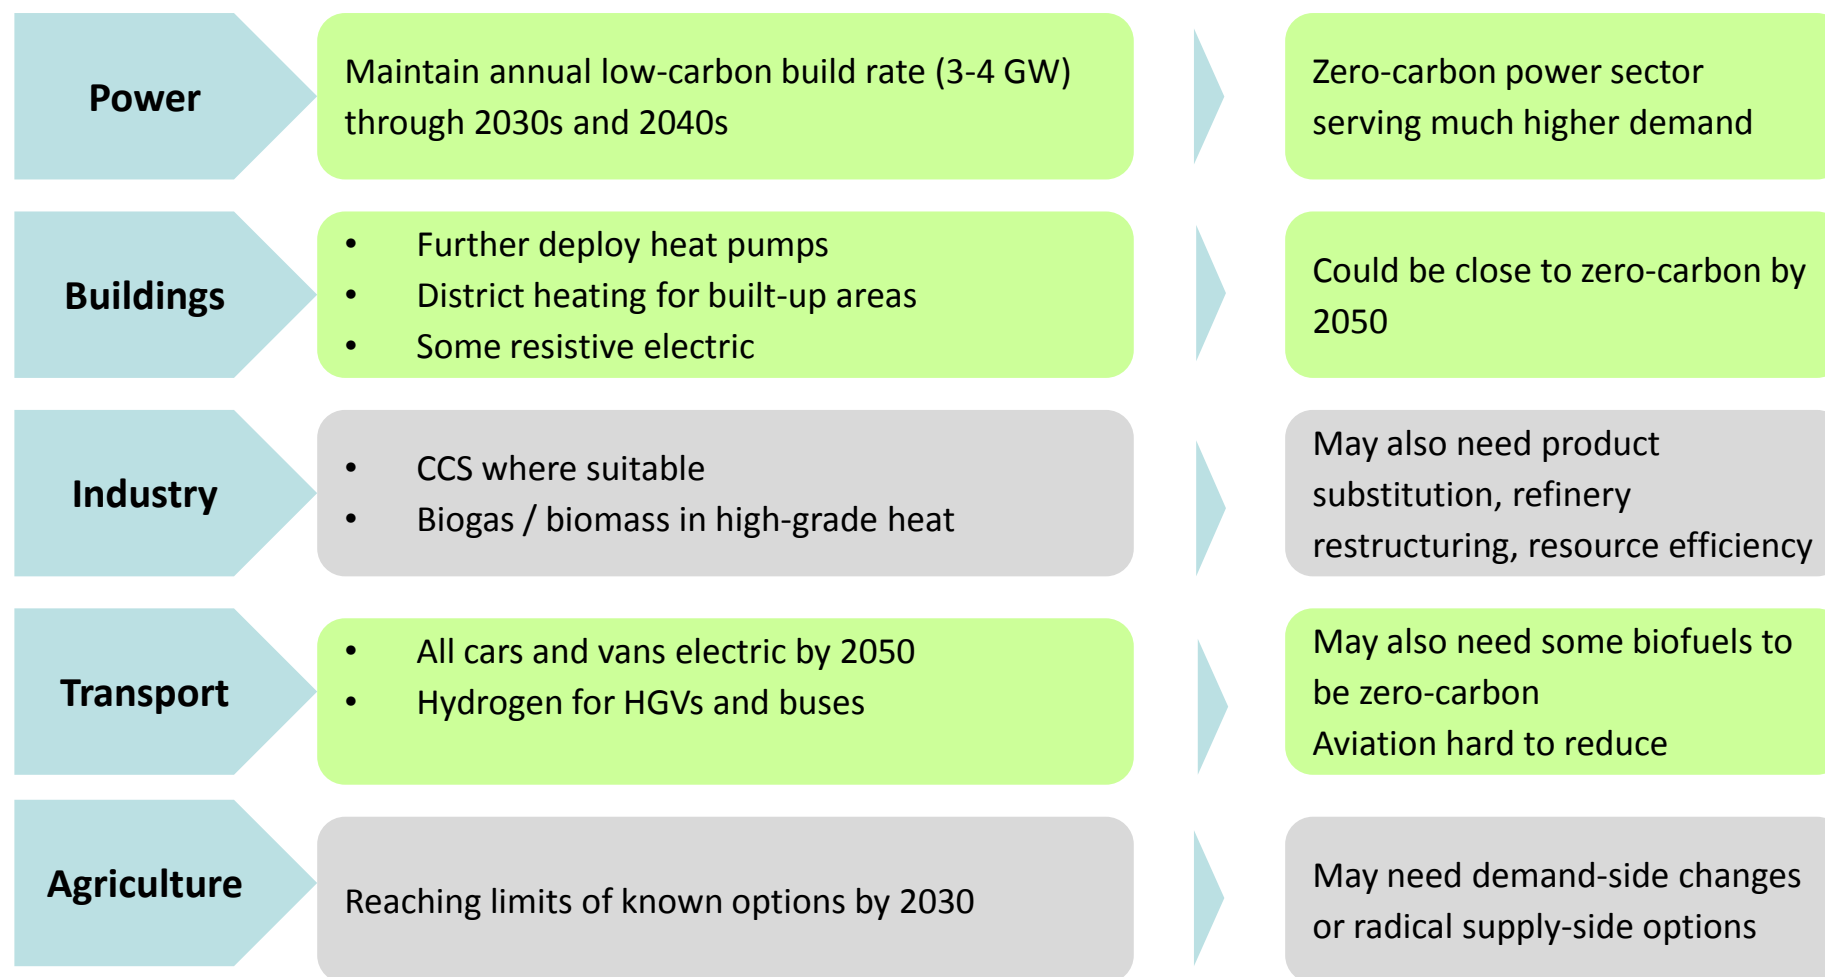 Power
Maintain annual low-carbon build rate (3-4 GW)
through 2030s and 2040s
Zero-carbon power sector
serving much higher demand
Buildings
• Further deploy heat pumps
• District heating for built-up areas
• Some resistive electric
Could be close to zero-carbon by
2050
Industry
• CCS where suitable
• Biogas / biomass in high-grade heat
May also need product
substitution, refinery
restructuring, resource efficiency
Transport
• All cars and vans electric by 2050
• Hydrogen for HGVs and buses
May also need some biofuels to
be zero-carbon
Aviation hard to reduce
Agriculture
Reaching limits of known options by 2030
May need demand-side changes
or radical supply-side options